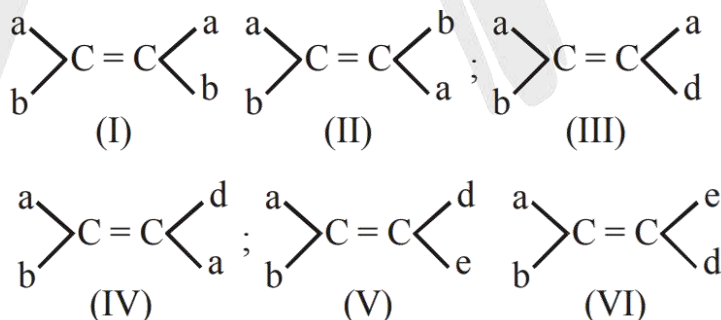 a a a b a a
C = C C = C ; C = C
b b b a b d
(I) (II) (III)
a d a d a e
C = C ; C = C C = C
b a b e b d
(IV) (V) (VI)